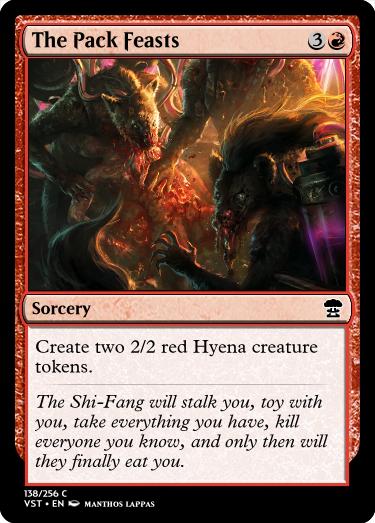 The Pack Feasts 3
Sorcery
Create two 2/2 red Hyena creature
tokens.
The Shi-Fang will stalk you, toy with
you, take everything you have, kill
everyone you know, and only then will
they finally eat you.
138/256 C
VST • EN MANTHOS LAPPAS